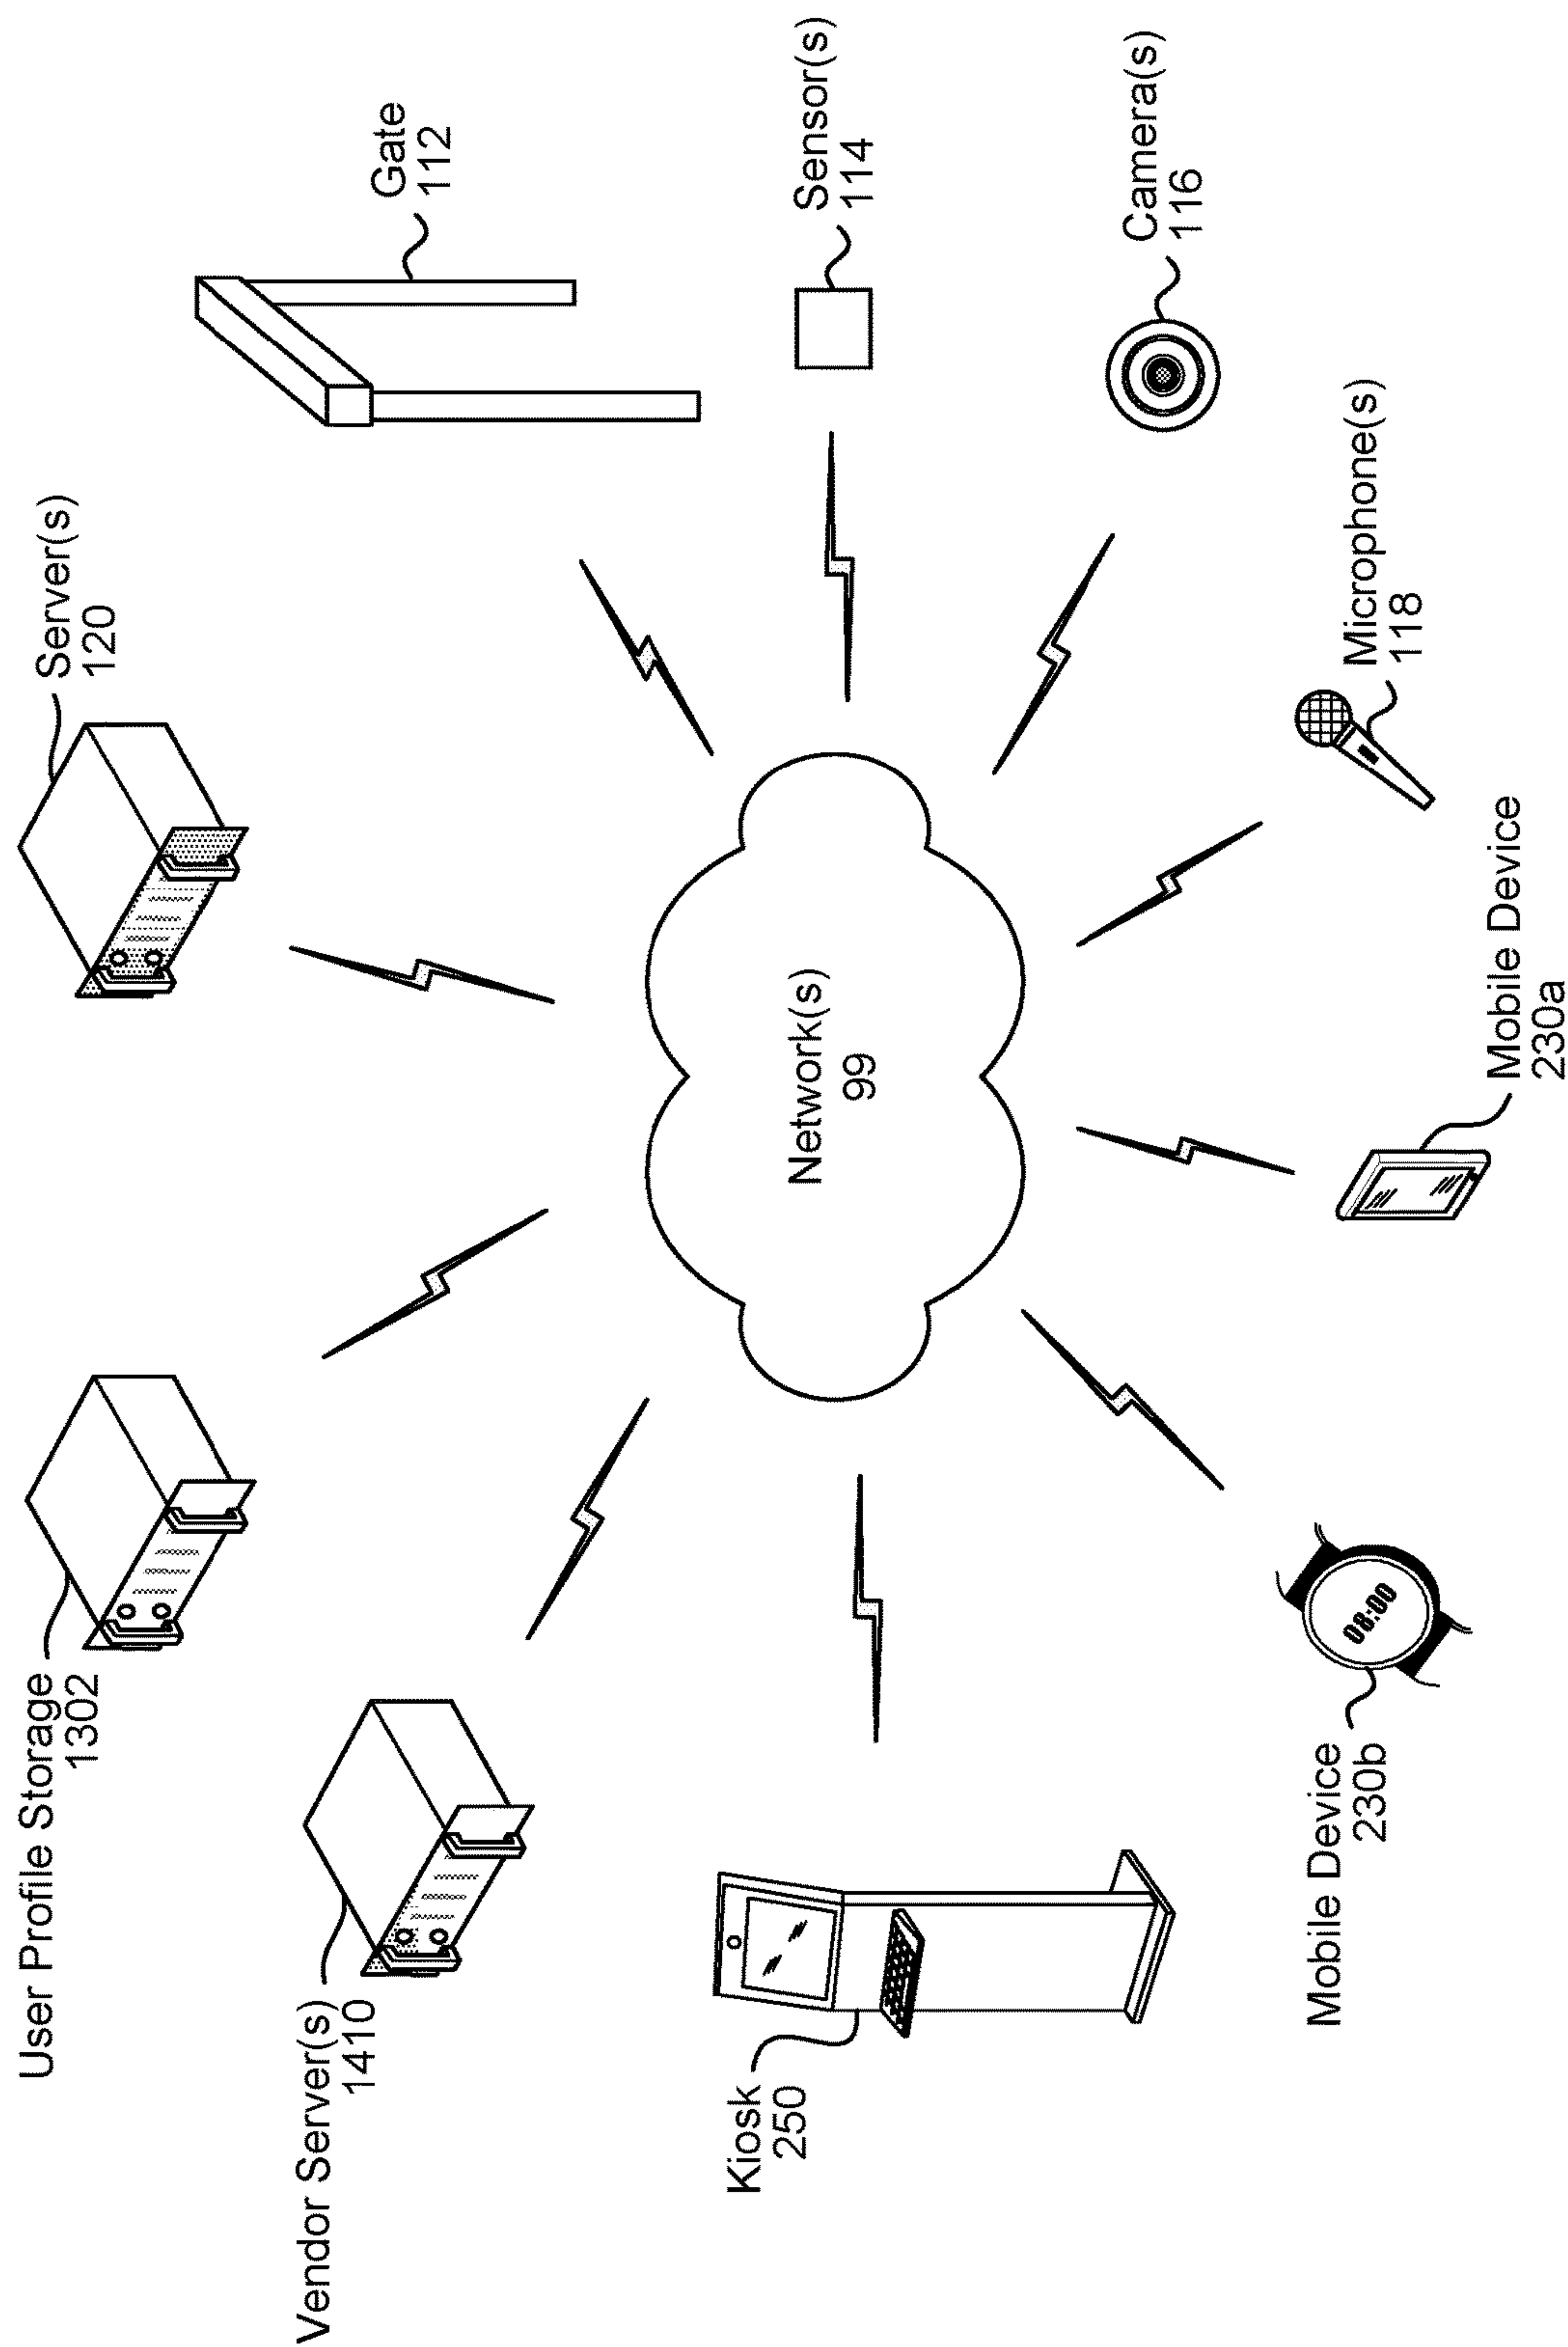 User Profile Storage
1302
Server(s)
120
Vendor Server(s)
1410
Gate
112
Kiosk
250
Network(s)
99
Sensor(s)
114
Camera(s)
116
Mobile Device
230b
08:00
Mobile Device
230a
Microphone(s)
118